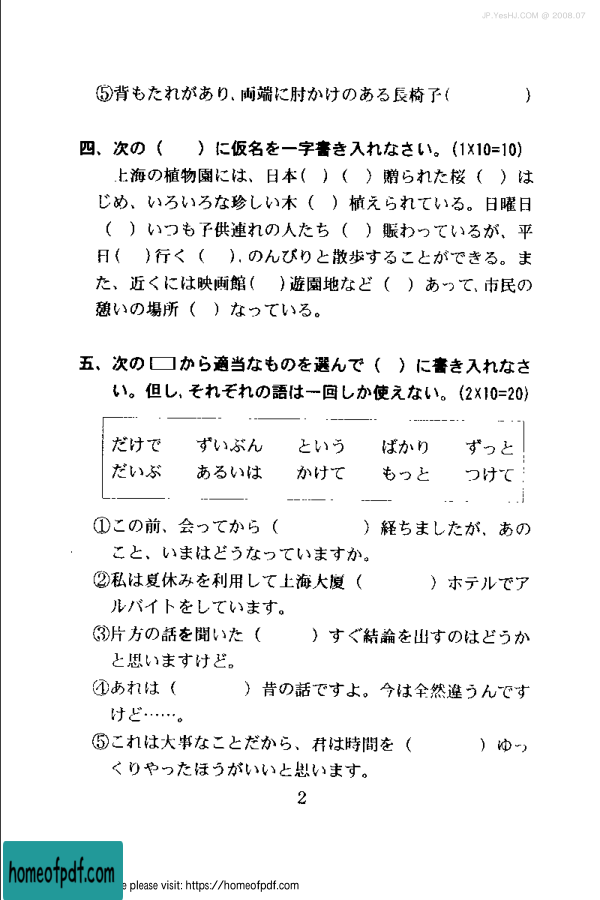 JP.YesHJ.COM @ 2008.07
⑤背もたれがあり、両端に肘かけのある長椅子(　　　　)
四、次の（　　）に仮名を一字書き入れなさい。(1X10=10)
上海の植物園には、日本(　)（　）贈られた桜（　）は
じめ、いろいろな珍しい木（　）植えられている。日曜日
（　）いつも子供連れの人たち（　）賑わっているが、平
日(　)行く（　）、のんびりと散歩することができる。ま
た、近くには映画館(　)遊園地など（　）あって、市民の
憩いの場所（　）なっている。
五、次の□から適当なものを選んで（　）に書き入れなさ
い。但し、それぞれの語は一回しか使えない。(2X10=20)
だけで　ずいぶん　という　ばかり　ずっと
だいぶ　あるいは　かけて　もっと　つけて
①この前、会ってから（　　　　）経ちましたが、あの
こと、いまはどうなっていますか。
②私は夏休みを利用して上海大厦（　　　）ホテルでア
ルバイトをしています。
③片方の話を聞いた（　　　）すぐ結論を出すのはどうか
と思いますけど。
④あれは（　　　）昔の話ですよ。今は全然違うんです
けど……。
⑤これは大事なことだから、君は時間を（　　　）ゆっ
くりやったほうがいいと思います。
2
homeofpdf.com
e please visit: https://homeofpdf.com